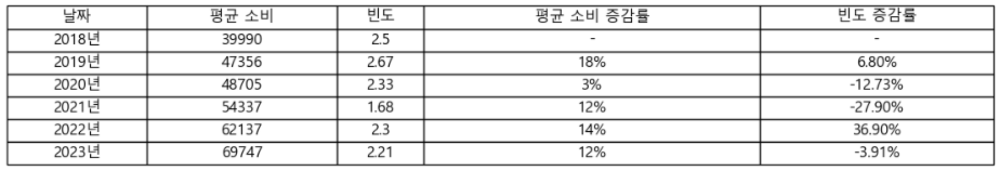 날짜 평균 소비 빈도 평균 소비 증감률 빈도 증감률
2018년 39990 2.5 - -
2019년 47356 2.67 18% 6.80%
2020년 48705 2.33 3% -12.73%
2021년 54337 1.68 12% -27.90%
2022년 62137 2.3 14% 36.90%
2023년 69747 2.21 12% -3.91%